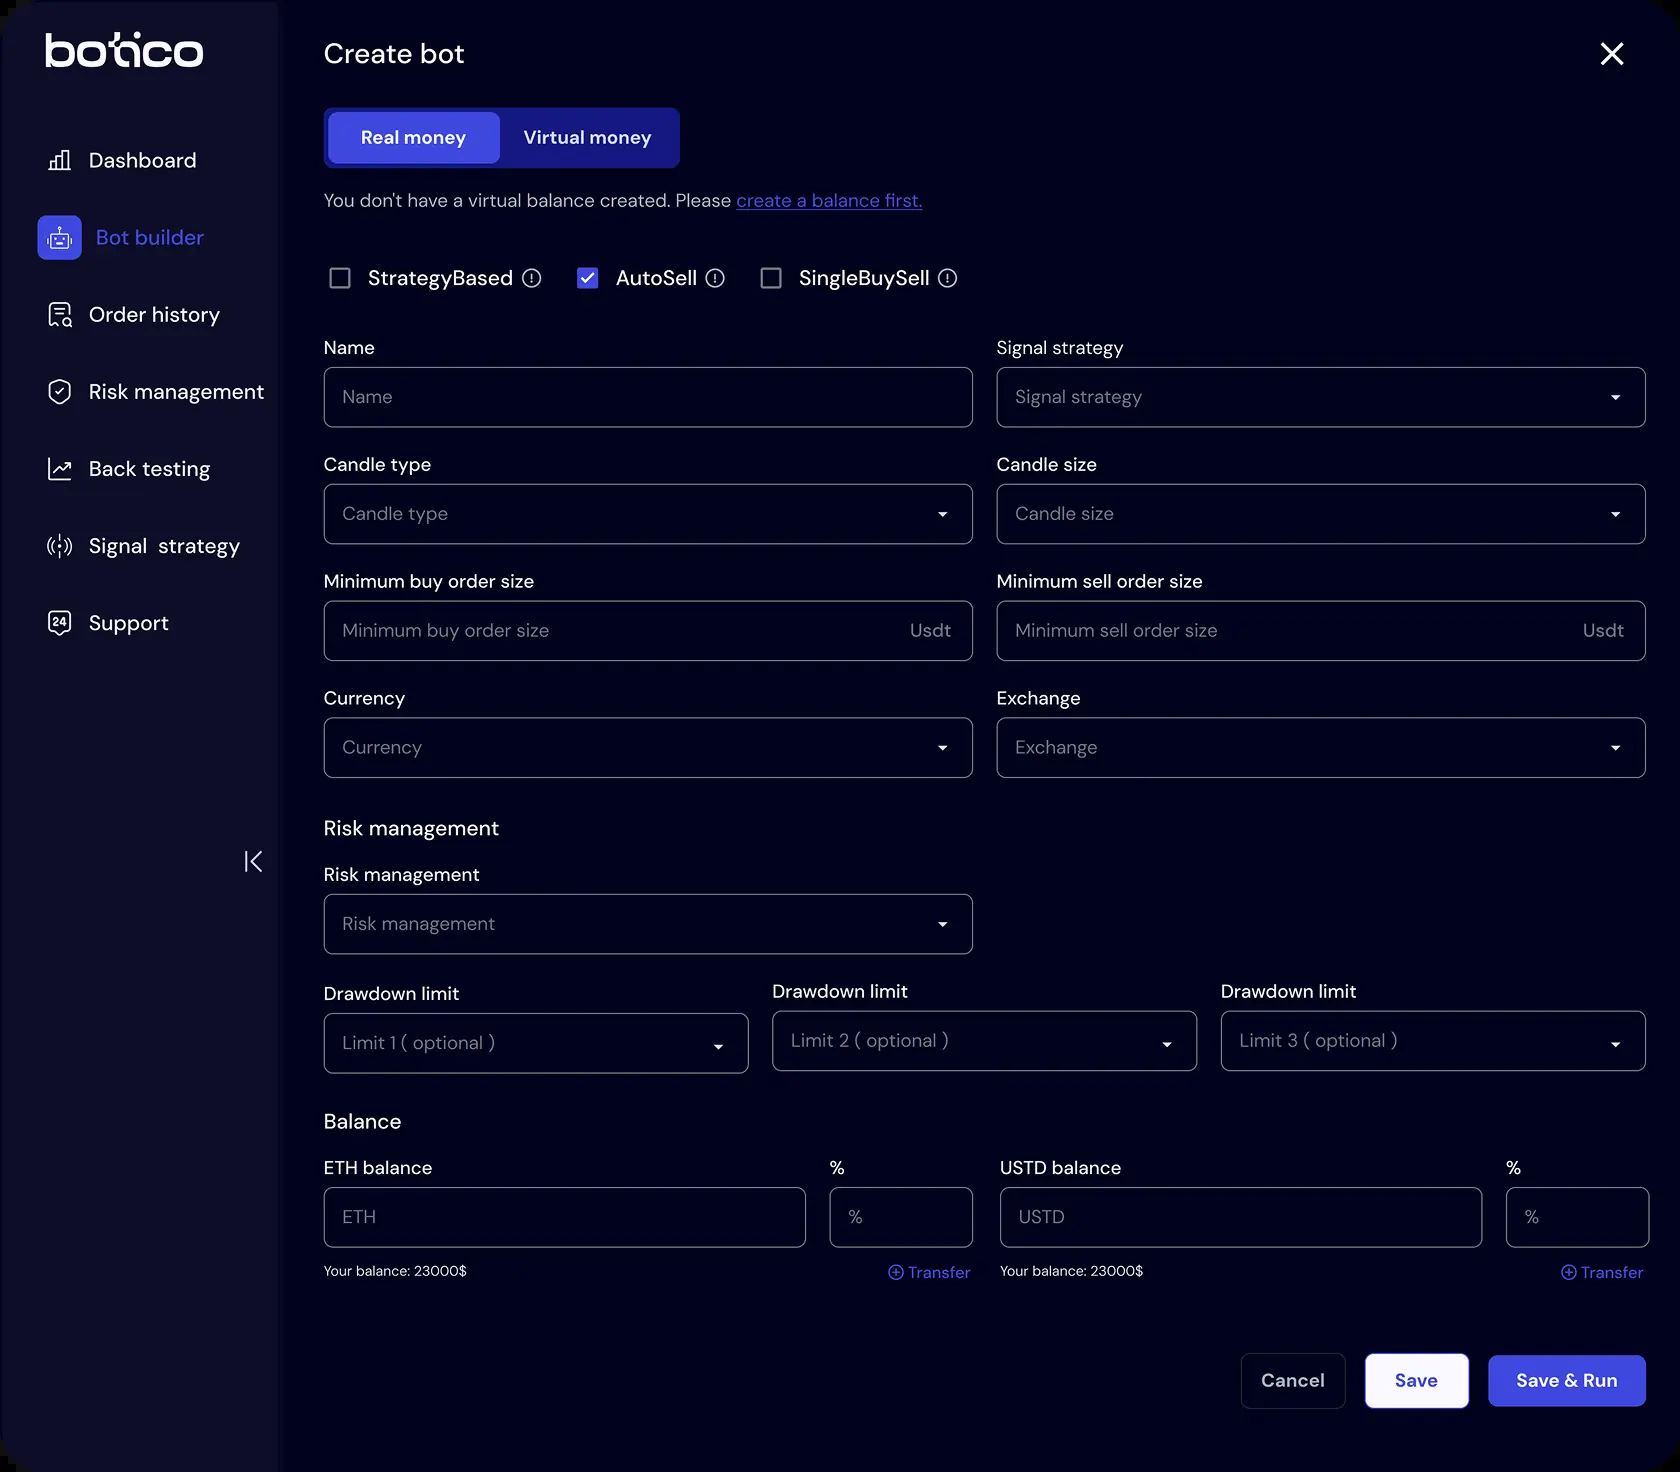 botico
Create bot
Real money Virtual money
You don't have a virtual balance created. Please create a balance first.
Dashboard
Bot builder
Order history
Risk management
Back testing
Signal strategy
24 Support
StrategyBased AutoSell SingleBuySell
Name Signal strategy
Name Signal strategy
Candle type Candle size
Candle type Candle size
Minimum buy order size Minimum sell order size
Minimum buy order size Usdt Minimum sell order size Usdt
Currency Exchange
Currency Exchange
Risk management
Risk management
Risk management
Drawdown limit Drawdown limit Drawdown limit
Limit 1 ( optional ) Limit 2 ( optional ) Limit 3 ( optional )
Balance
ETH balance % USTD balance %
ETH % USTD %
Your balance: 23000$ Transfer Your balance: 23000$ Transfer
Cancel Save Save & Run